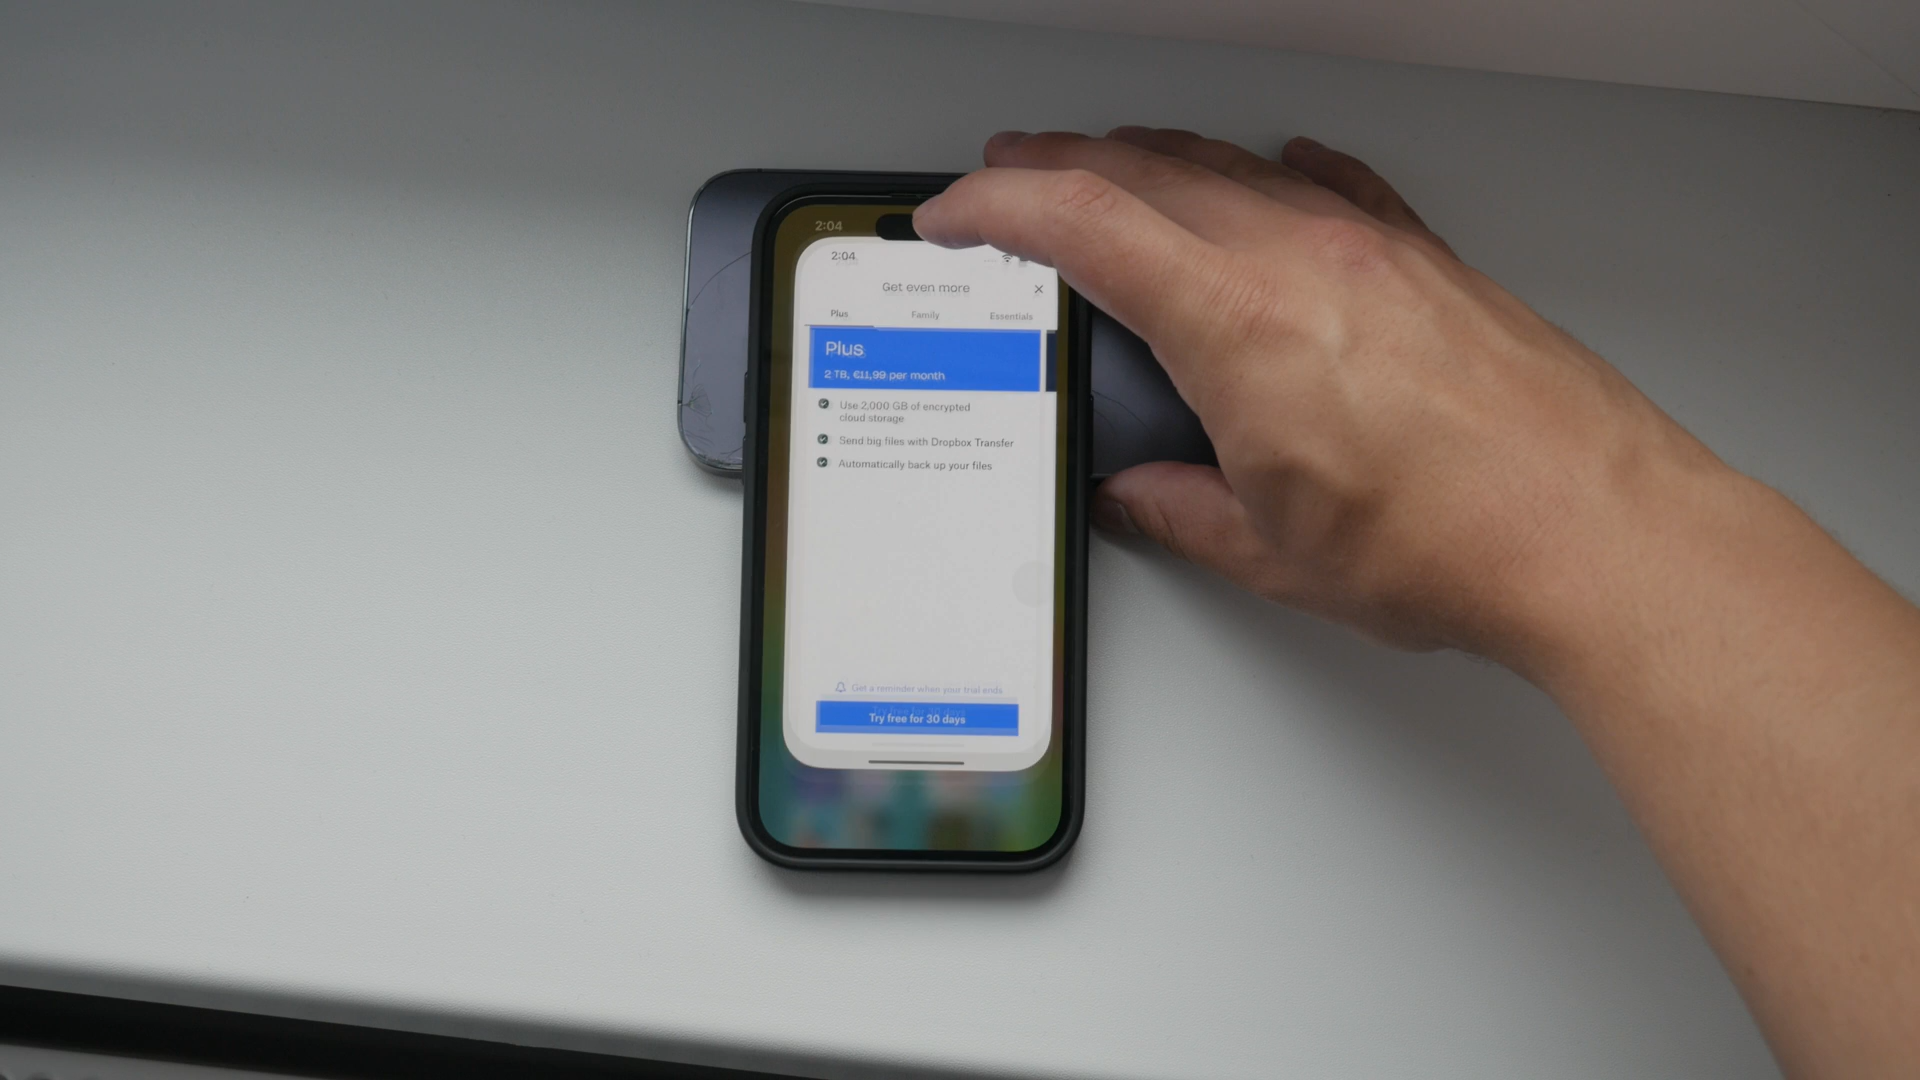 2:04
2:04
Get even more
Plus
Family
Essentials
Plus
2 TB, €11,99 per month
Use 2,000 GB of encrypted
cloud storage
Send big files with Dropbox Transfer
Automatically back up your files
Get a reminder when your trial ends
Try free for 30 days